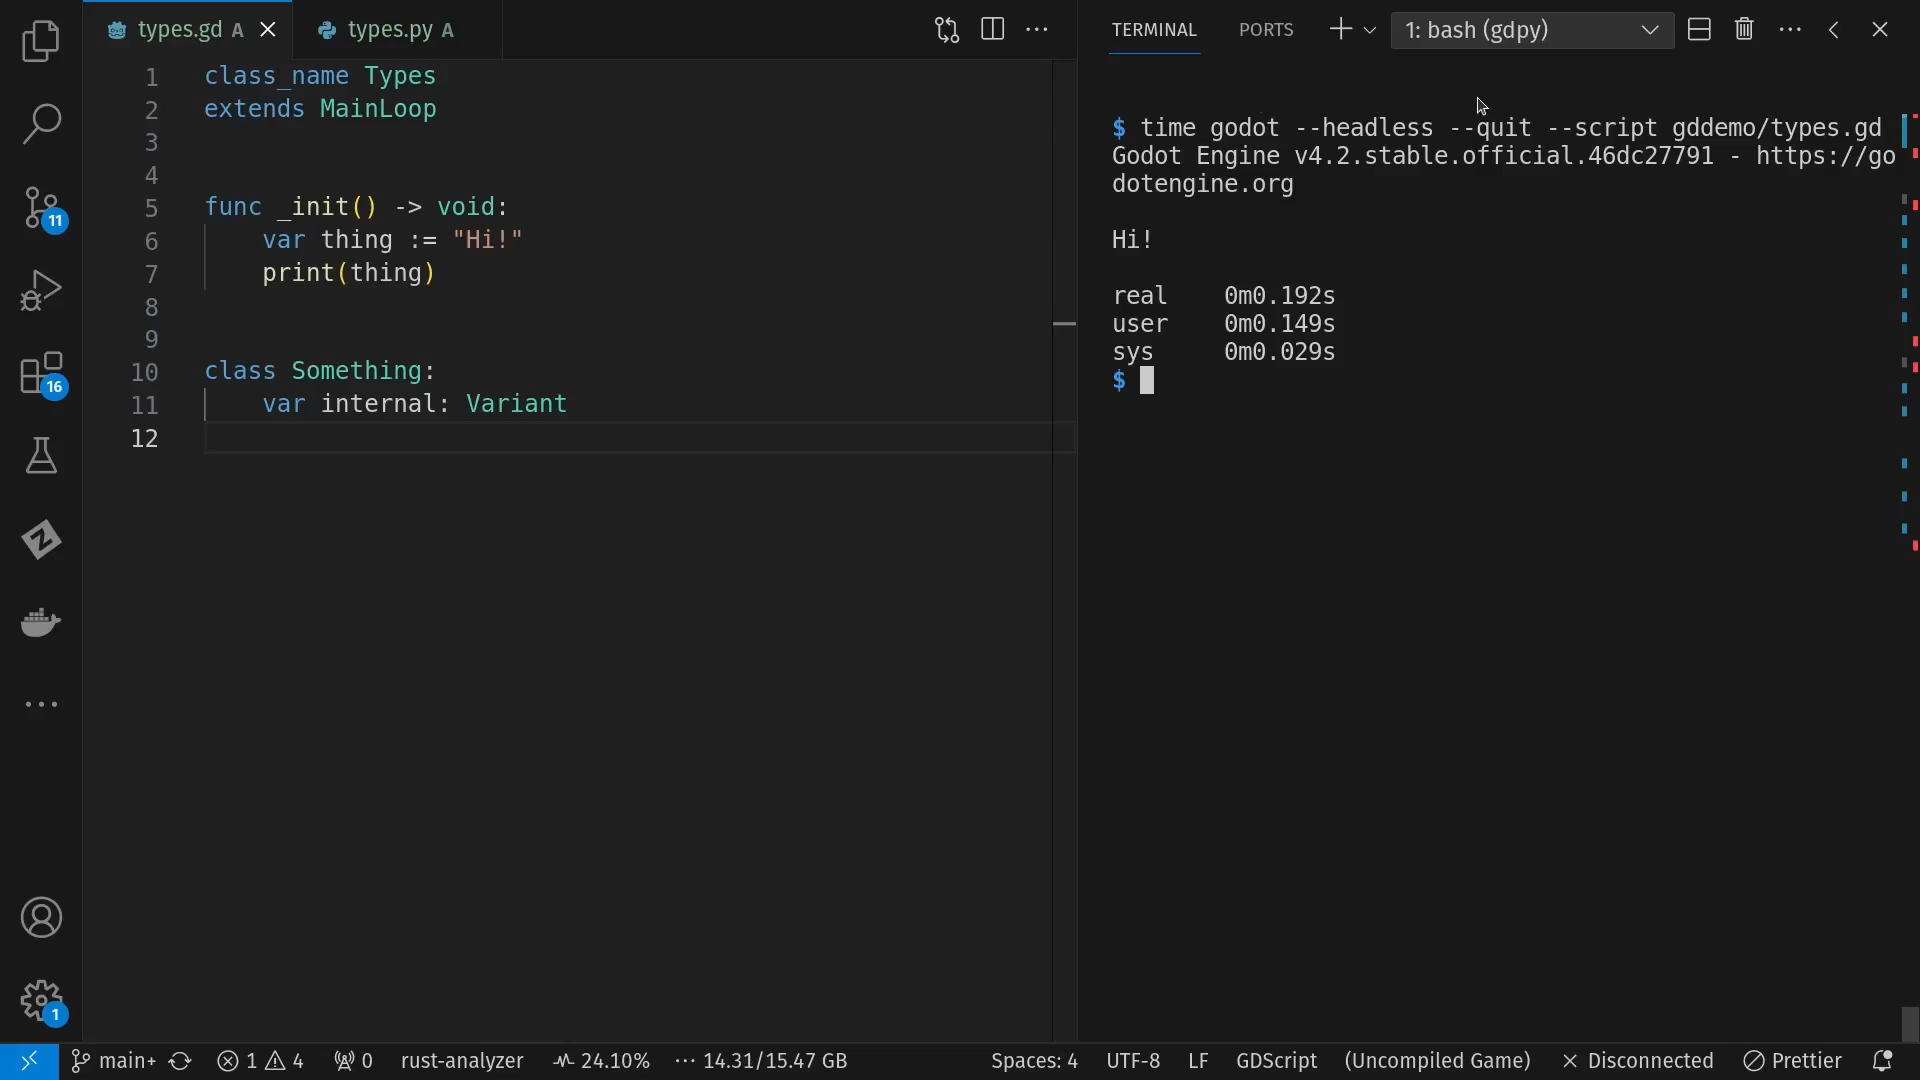 types.gd A
types.py A
1 class_name Types
2 extends MainLoop
3
4
5 func _init() -> void:
6     var thing := "Hi!"
7     print(thing)
8
9
10 class Something:
11     var internal: Variant
12
11
16
1
TERMINAL PORTS 1: bash (gdpy)
$ time godot --headless --quit --script gddemo/types.gd
Godot Engine v4.2.stable.official.46dc27791 - https://go
dotengine.org
Hi!
real    0m0.192s
user    0m0.149s
sys     0m0.029s
$
main+ 1 4 0 rust-analyzer 24.10% 14.31/15.47 GB Spaces: 4 UTF-8 LF GDScript (Uncompiled Game) Disconnected Prettier